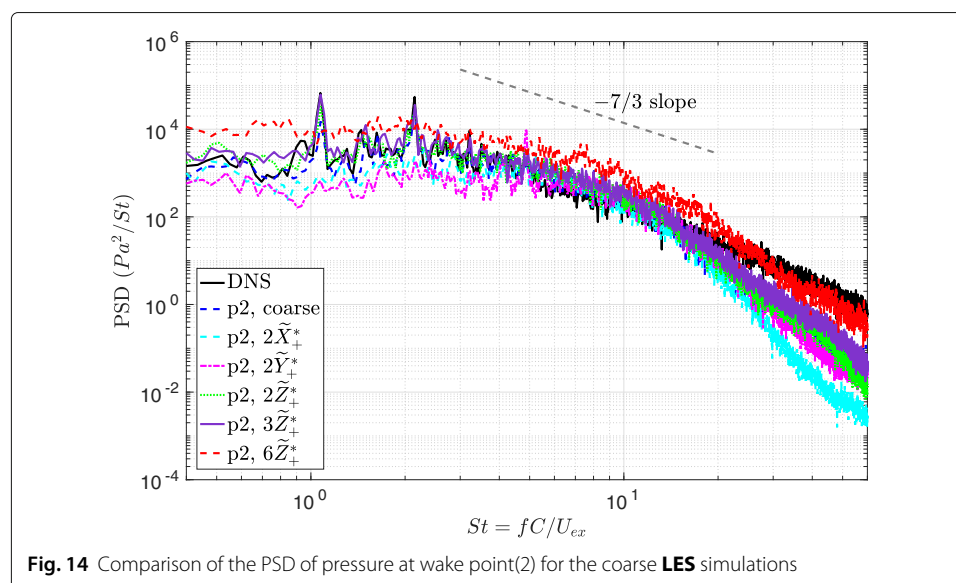 10^6
10^4
10^2
10^0
10^-2
10^-4
PSD (Pa^2/St)
−7/3 slope
DNS
p2, coarse
p2, 2X̃*_+
p2, 2Ỹ*_+
p2, 2Z̃*_+
p2, 3Z̃*_+
p2, 6Z̃*_+
10^0
10^1
St = fC/U_ex
Fig. 14 Comparison of the PSD of pressure at wake point(2) for the coarse LES simulations